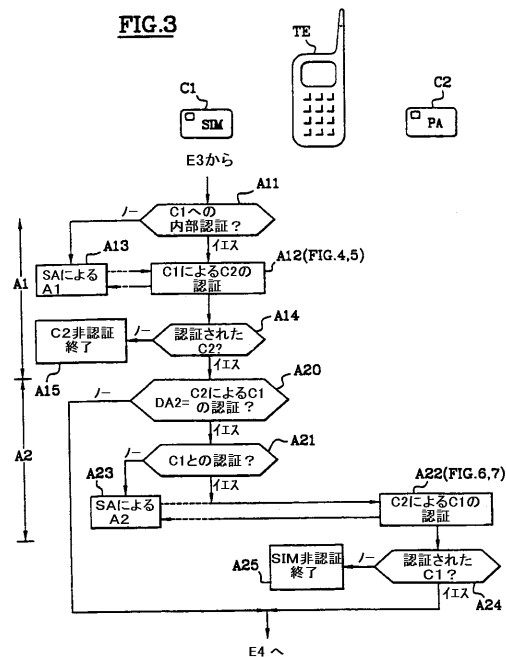 FIG.3
TE
C1
SIM
C2
PA
E3から
A11
C1への
内部認証？
ノー
イエス
A13
SAによる
A1
A12(FIG.4,5)
C1によるC2の
認証
A1
A14
認証された
C2?
ノー
イエス
C2非認証
終了
A15
A20
DA2= C2によるC1
の認証？
ノー
イエス
A21
C1との認証？
ノー
イエス
A2
A23
SAによる
A2
A22(FIG.6,7)
C2によるC1の
認証
A25
SIM非認証
終了
ノー
認証された
C1？
イエス
A24
E4 へ